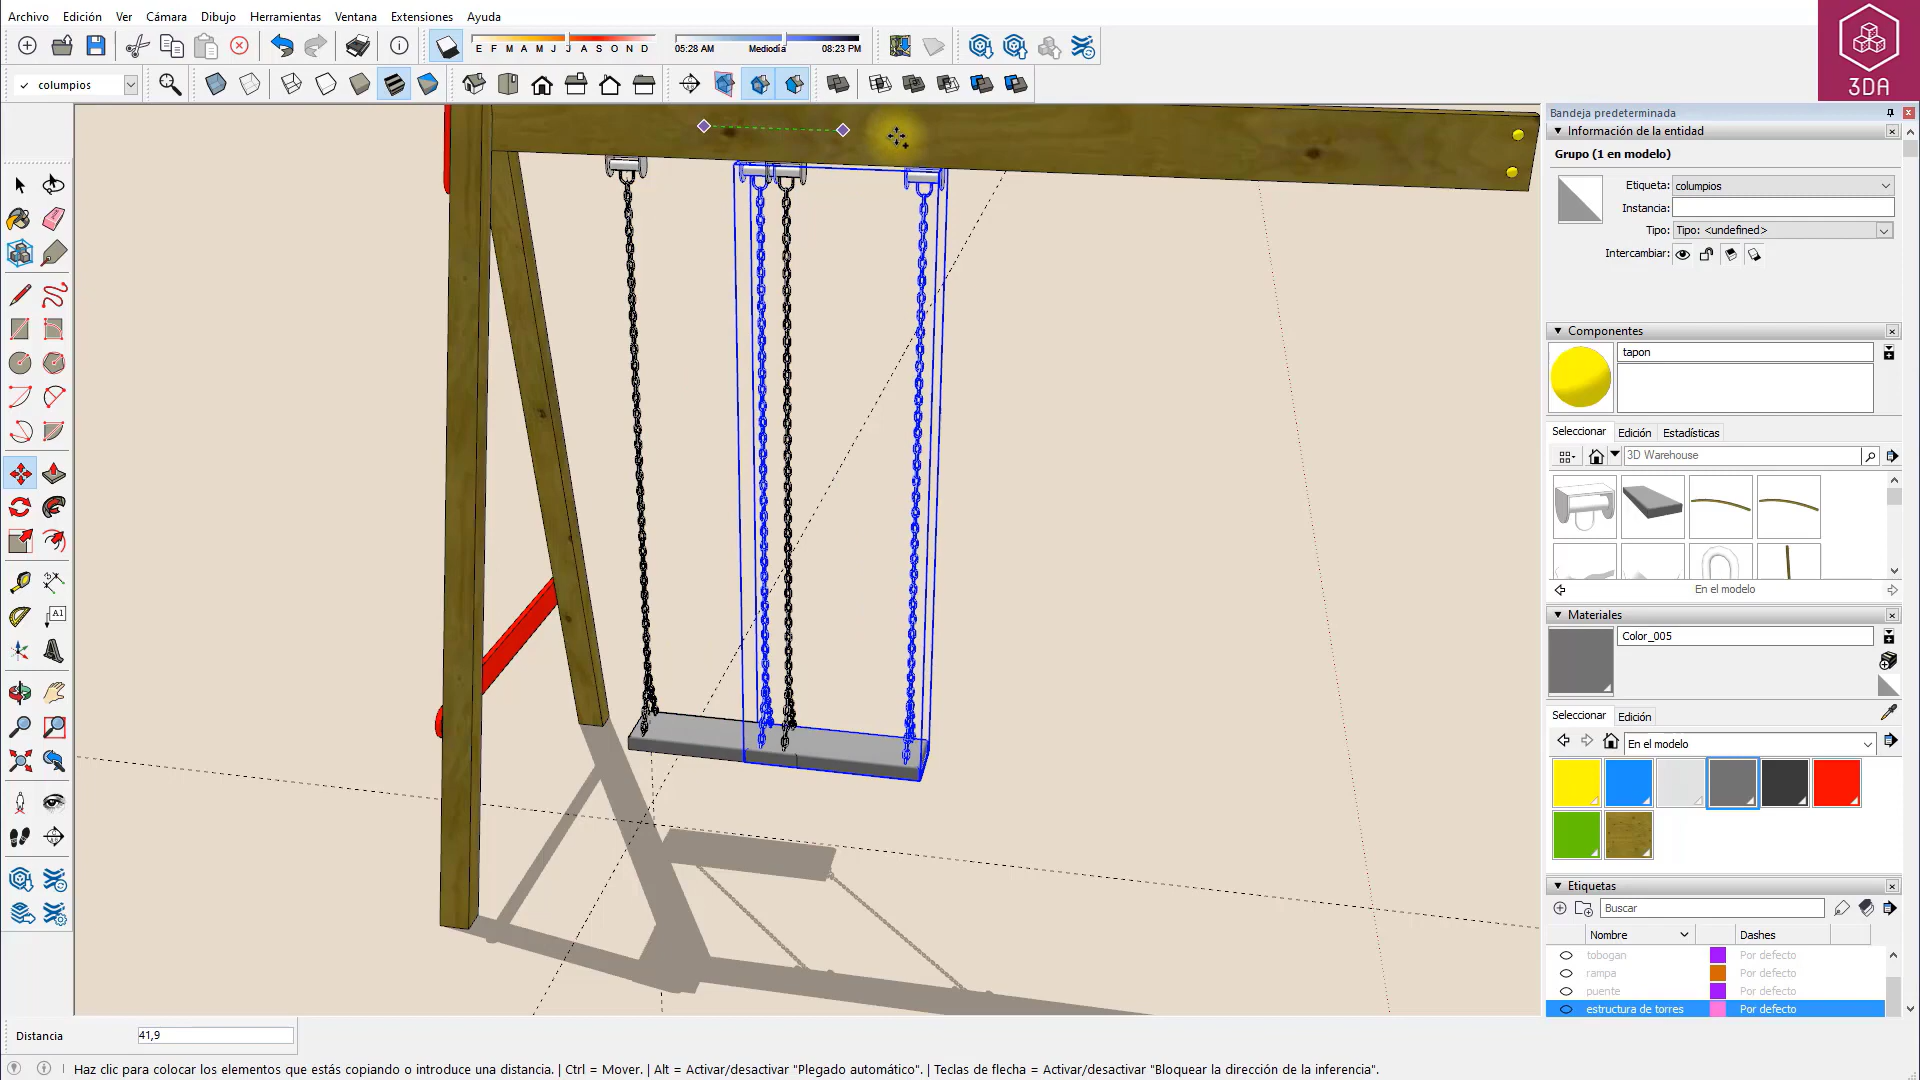 Archivo Edición Ver Cámara Dibujo Herramientas Ventana Extensiones Ayuda
E F M A M J J A S O N D
05:28 AM Mediodía 08:23 PM
3DA
✓ columpios
Bandeja predeterminada
Información de la entidad
Grupo (1 en modelo)
Etiqueta: columpios
Instancia:
Tipo: Tipo: <undefined>
Intercambiar:
Componentes
tapon
Seleccionar Edición Estadísticas
3D Warehouse
En el modelo
Materiales
Color_005
Seleccionar Edición
En el modelo
Etiquetas
Buscar
Nombre Dashes
tobogan Por defecto
rampa Por defecto
puente Por defecto
estructura de torres Por defecto
A1
Distancia 41,9
Haz clic para colocar los elementos que estás copiando o introduce una distancia. | Ctrl = Mover. | Alt = Activar/desactivar "Plegado automático". | Teclas de flecha = Activar/desactivar "Bloquear la dirección de la inferencia".